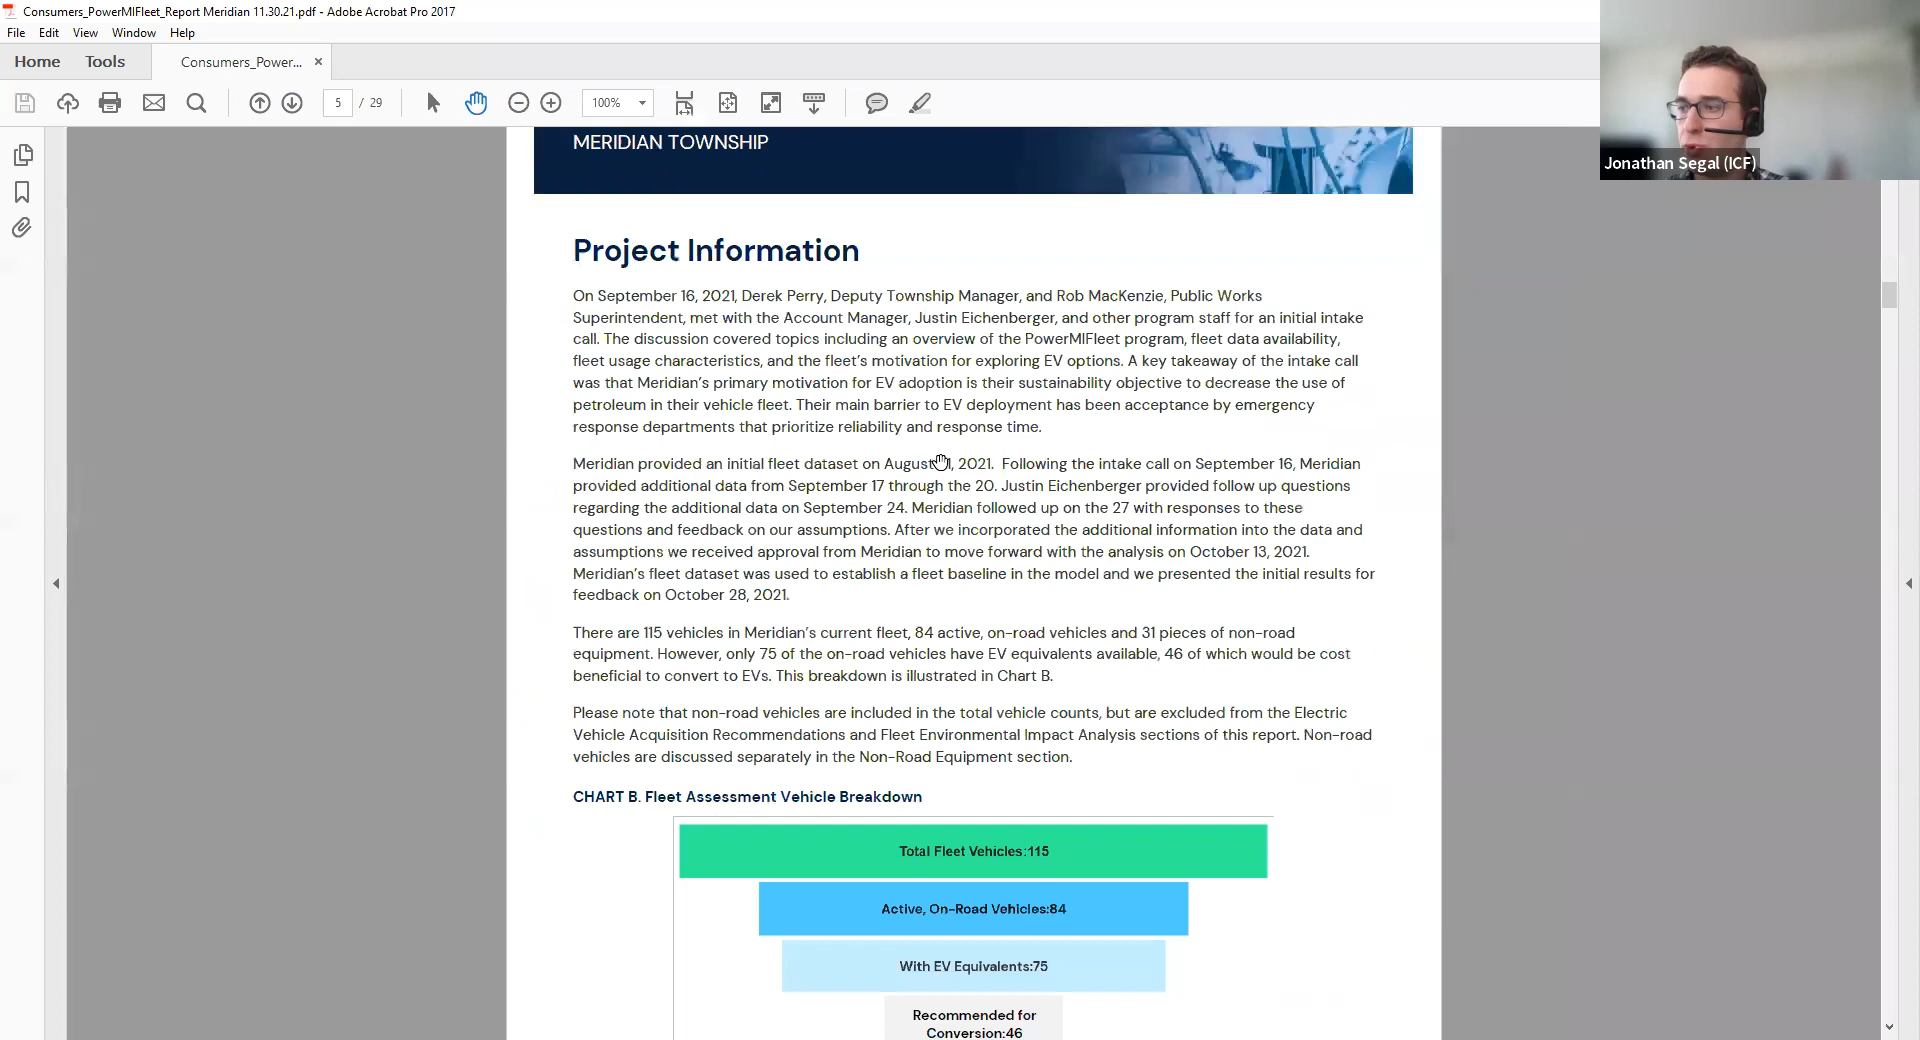 Consumers_PowerMIFleet_Report Meridian 11.30.21.pdf - Adobe Acrobat Pro 2017
File Edit View Window Help
Home Tools Consumers_Power... ×
5 / 29 100%
Jonathan Segal (ICF)
MERIDIAN TOWNSHIP
Project Information
On September 16, 2021, Derek Perry, Deputy Township Manager, and Rob MacKenzie, Public Works
Superintendent, met with the Account Manager, Justin Eichenberger, and other program staff for an initial intake
call. The discussion covered topics including an overview of the PowerMIFleet program, fleet data availability,
fleet usage characteristics, and the fleet's motivation for exploring EV options. A key takeaway of the intake call
was that Meridian's primary motivation for EV adoption is their sustainability objective to decrease the use of
petroleum in their vehicle fleet. Their main barrier to EV deployment has been acceptance by emergency
response departments that prioritize reliability and response time.
Meridian provided an initial fleet dataset on August , 2021. Following the intake call on September 16, Meridian
provided additional data from September 17 through the 20. Justin Eichenberger provided follow up questions
regarding the additional data on September 24. Meridian followed up on the 27 with responses to these
questions and feedback on our assumptions. After we incorporated the additional information into the data and
assumptions we received approval from Meridian to move forward with the analysis on October 13, 2021.
Meridian's fleet dataset was used to establish a fleet baseline in the model and we presented the initial results for
feedback on October 28, 2021.
There are 115 vehicles in Meridian's current fleet, 84 active, on-road vehicles and 31 pieces of non-road
equipment. However, only 75 of the on-road vehicles have EV equivalents available, 46 of which would be cost
beneficial to convert to EVs. This breakdown is illustrated in Chart B.
Please note that non-road vehicles are included in the total vehicle counts, but are excluded from the Electric
Vehicle Acquisition Recommendations and Fleet Environmental Impact Analysis sections of this report. Non-road
vehicles are discussed separately in the Non-Road Equipment section.
CHART B. Fleet Assessment Vehicle Breakdown
Total Fleet Vehicles:115
Active, On-Road Vehicles:84
With EV Equivalents:75
Recommended for
Conversion:46